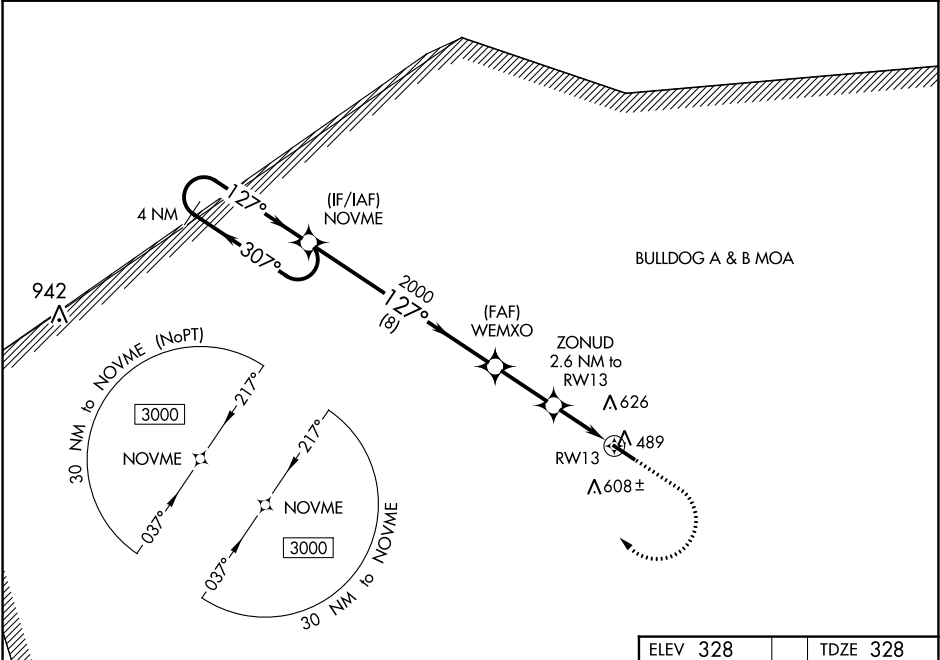 127°
4 NM
(IF/IAF)
NOVME
307°
BULLDOG A & B MOA
942
2000
127°
(8)
(FAF)
WEMXO
ZONUD
2.6 NM to
RW13
626
489
RW13
608 ±
30 NM to NOVME (NoPT)
217°
3000
NOVME
037°
217°
NOVME
3000
037°
30 NM to NOVME
ELEV 328
TDZE 328